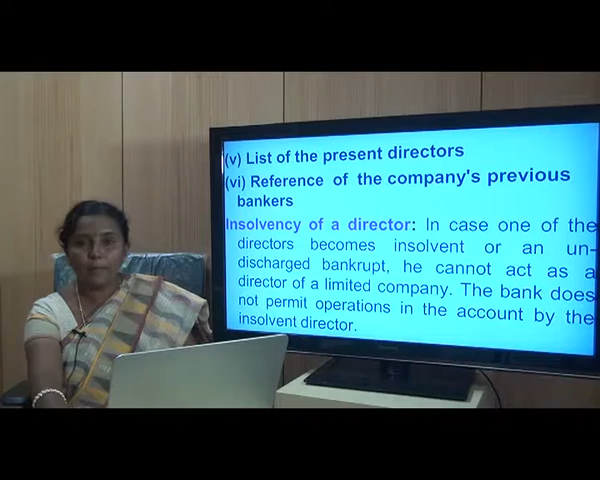 (v) List of the present directors
(vi) Reference of the company's previous
bankers
Insolvency of a director: In case one of the
directors becomes insolvent or an un-
discharged bankrupt, he cannot act as a
director of a limited company. The bank does
not permit operations in the account by the
insolvent director.